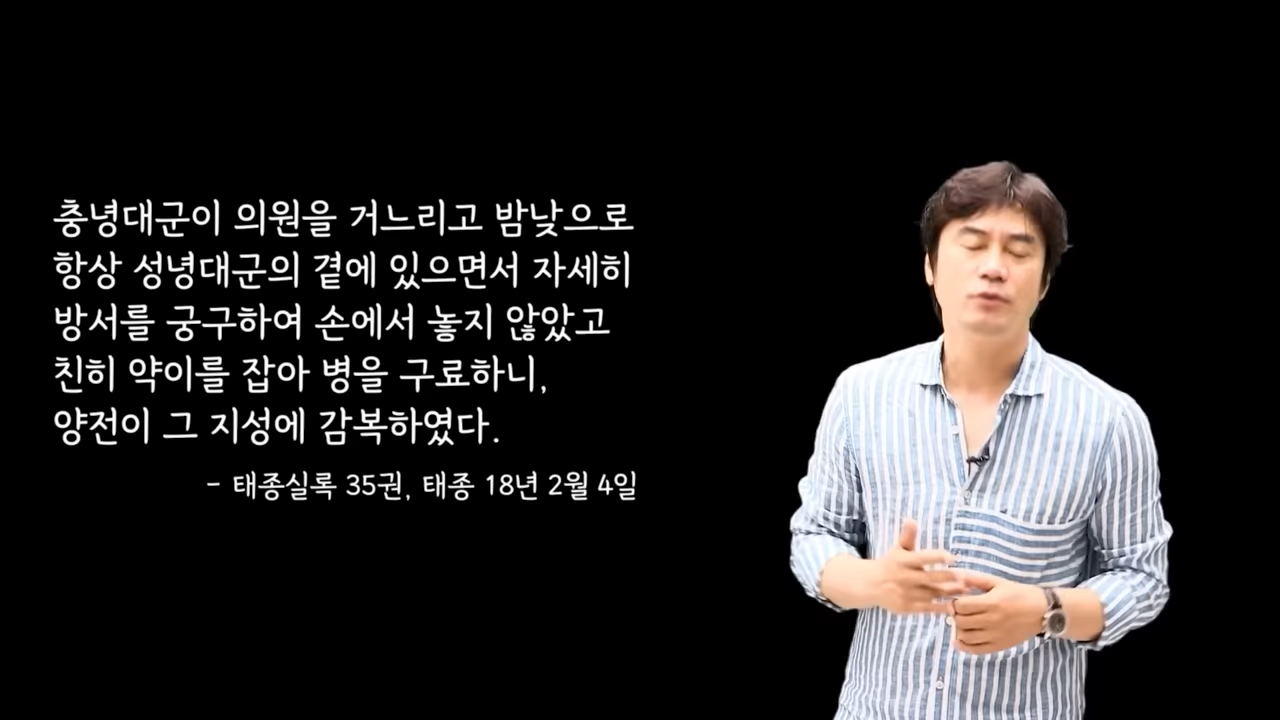 충녕대군이 의원을 거느리고 밤낮으로
항상 성녕대군의 곁에 있으면서 자세히
방서를 궁구하여 손에서 놓지 않았고
친히 약이를 잡아 병을 구료하니,
양전이 그 지성에 감복하였다.
- 태종실록 35권, 태종 18년 2월 4일